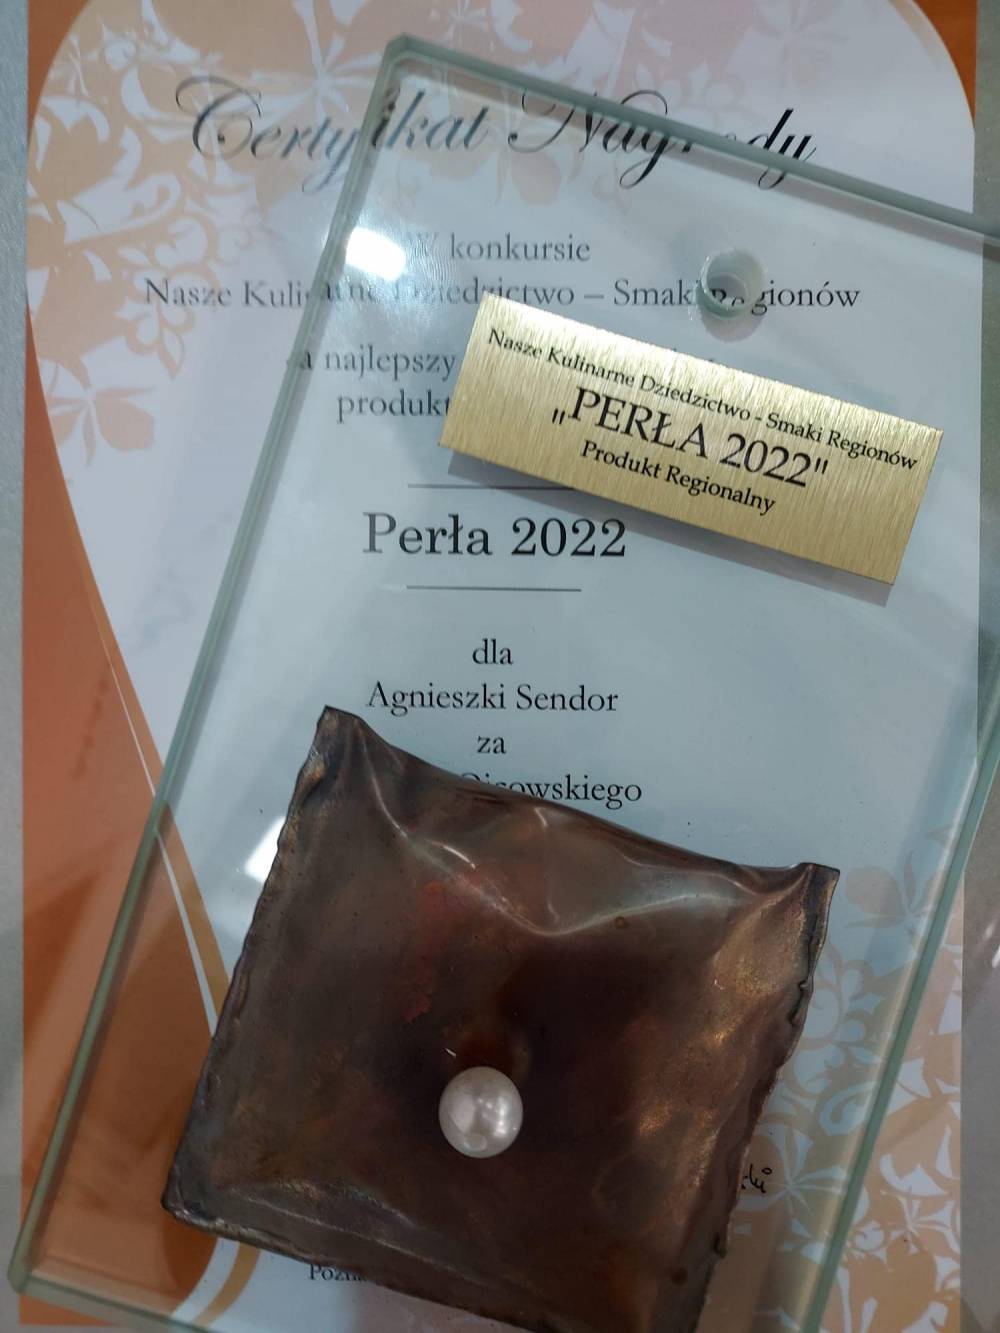 Certyfikat Nagrody
W konkursie
Nasze Kulinarne Dziedzictwo – Smaki Regionów
najlepszy
produkt
Nasze Kulinarne Dziedzictwo - Smaki Regionów
"PERŁA 2022"
Produkt Regionalny
Perła 2022
dla
Agnieszki Sendor
za